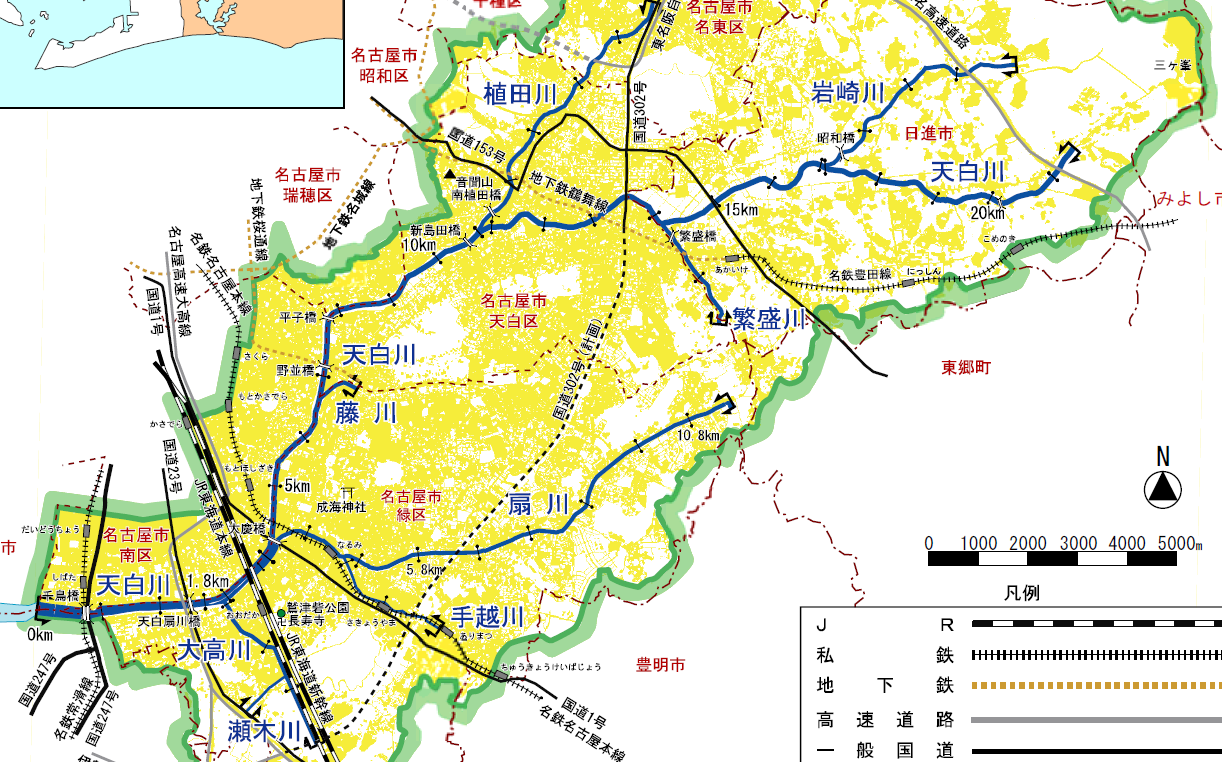 千種区
名古屋市
名東区
東名阪自
名高速道路
名古屋市
昭和区
植田川
国道302号
岩崎川
三ヶ峯
国道153号
昭和橋
日進市
天白川
名古屋市
瑞穂区
音聞山
南植田橋
地下鉄鶴舞線
地下鉄桜通線
地下鉄名城線
15km
20km
みよし市
新島田橋
10km
繁盛橋
こめのき
名古屋高速大高線
名鉄名古屋本線
あかいけ
名鉄豊田線
にっしん
国道1号
平子橋
名古屋市
天白区
繁盛川
国道302号(計画)
天白川
さくら
野並橋
東郷町
もとかさでら
藤 川
かさでら
10.8km
国道23号
もとほしざき
5km
JR東海道本線
成海神社
名古屋市
緑区
扇 川
N
だいどうちょう
名古屋市
南区
大慶橋
なるみ
0 1000 2000 3000 4000 5000m
市
しばた
天白川
1.8km
5.8km
凡例
千鳥橋
おおだか
鷲津砦公園
長寿寺
さきょうやま
手越川
0km
天白扇川橋
ありまつ
J R
大高川
豊明市
私 鉄
ちゅうきょうけいばじょう
地 下 鉄
国道247号
名鉄常滑線
国道247号
JR東海道新幹線
国道1号
名鉄名古屋本線
高 速 道 路
瀬木川
一 般 国 道